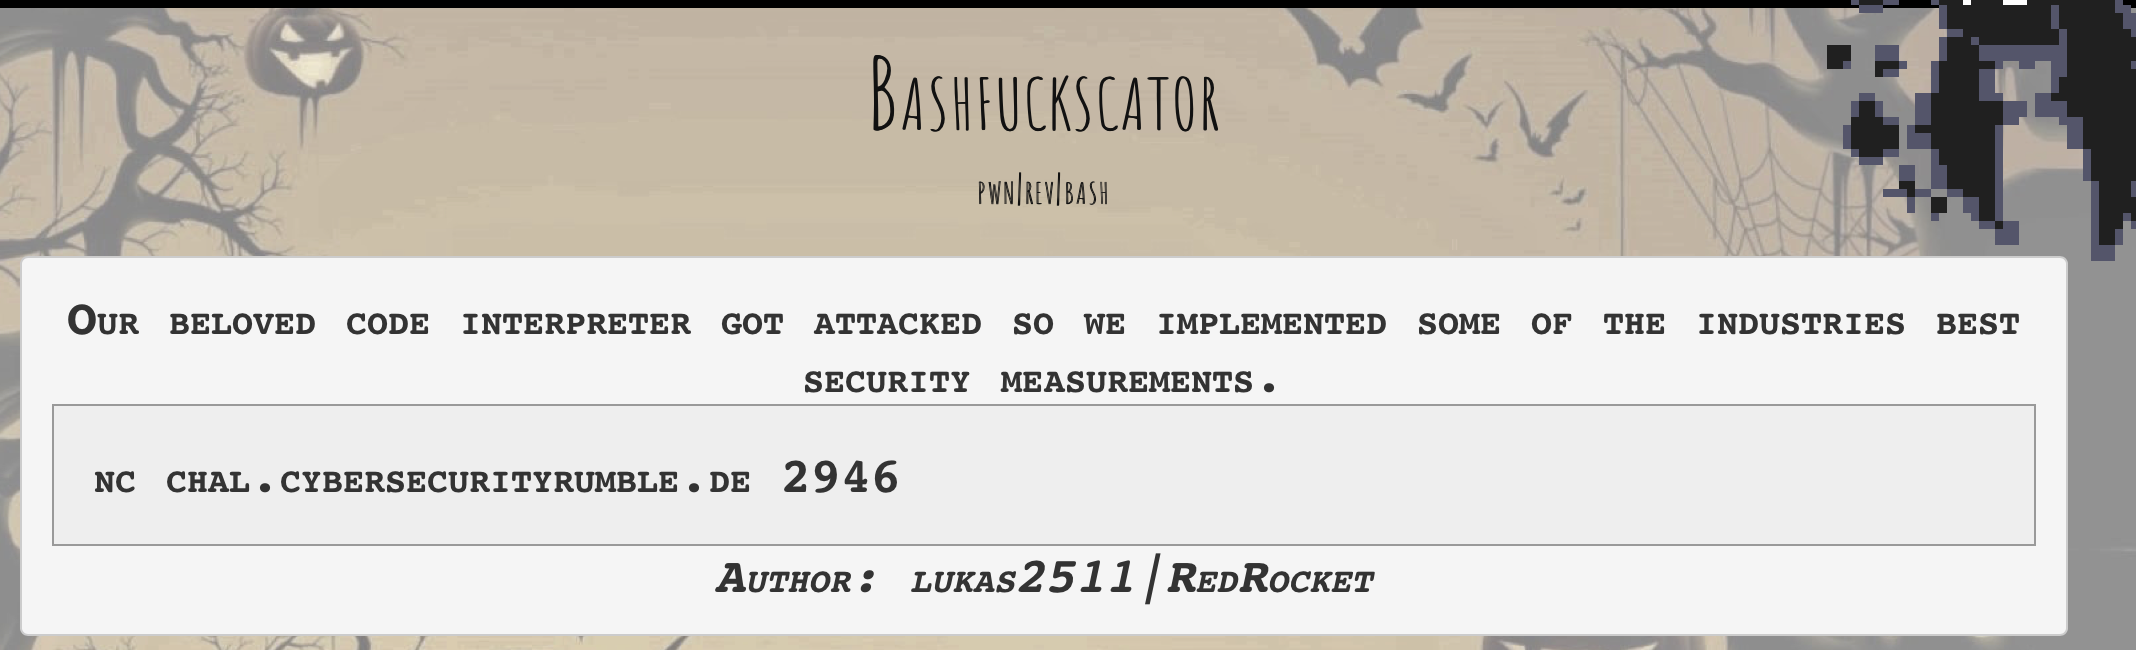 Bashfuckscator
pwn|rev|bash
Our beloved code interpreter got attacked so we implemented some of the industries best
security measurements.
nc chal.cybersecurityrumble.de 2946
Author: lukas2511|RedRocket